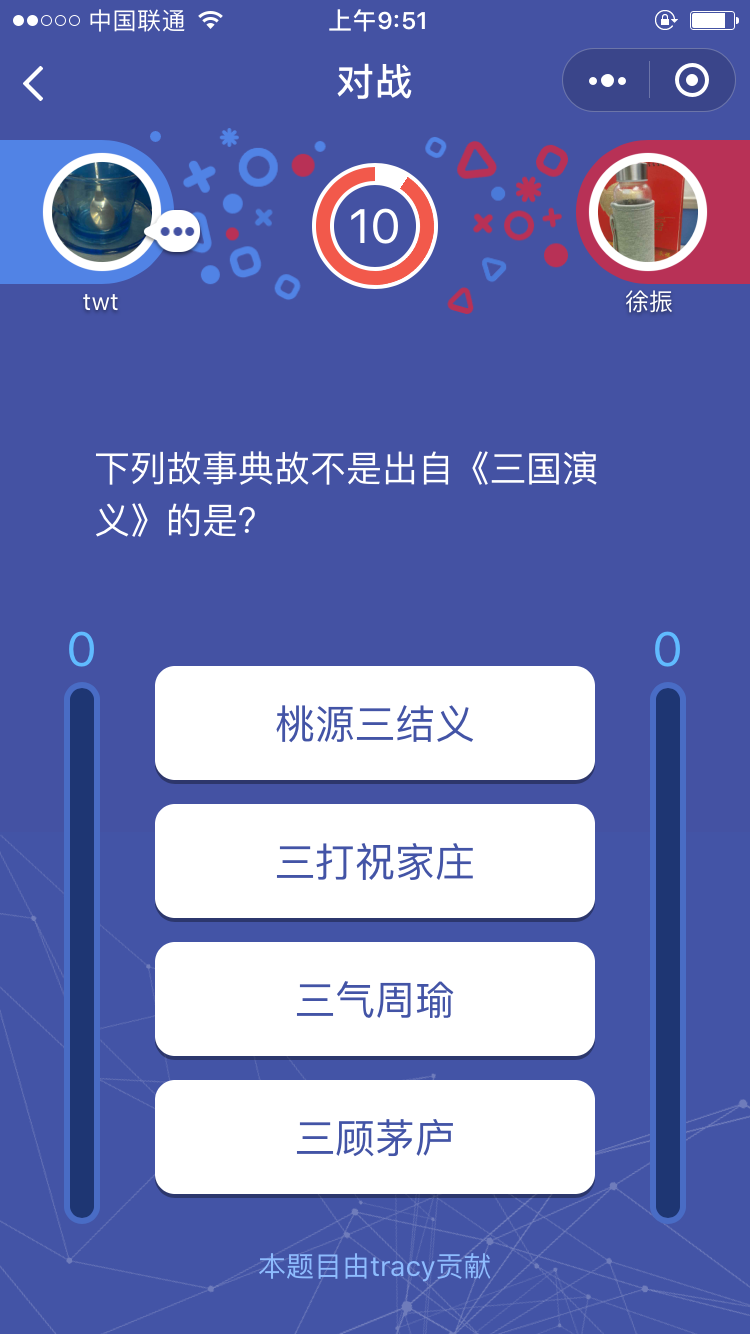 中国联通
上午9:51
对战
10
twt
徐振
下列故事典故不是出自《三国演
义》的是?
0
0
桃源三结义
三打祝家庄
三气周瑜
三顾茅庐
本题目由tracy贡献